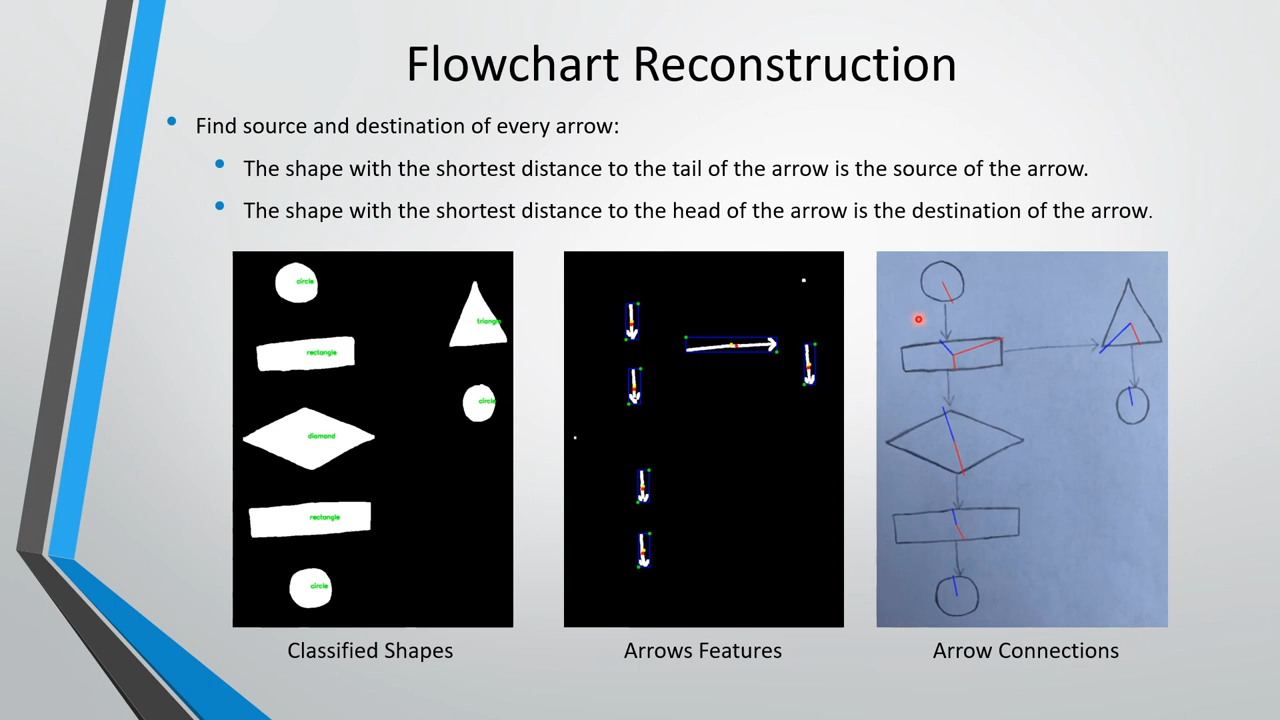 Flowchart Reconstruction
Find source and destination of every arrow:
The shape with the shortest distance to the tail of the arrow is the source of the arrow.
The shape with the shortest distance to the head of the arrow is the destination of the arrow.
circle
triangle
rectangle
circle
diamond
rectangle
circle
Classified Shapes
Arrows Features
Arrow Connections